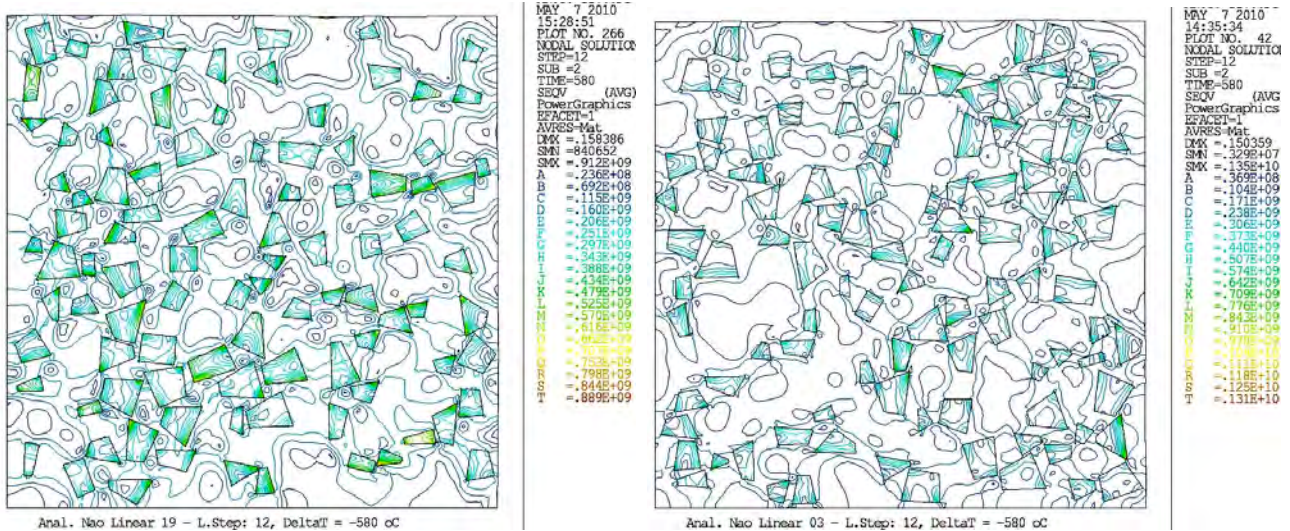 MAY 7 2010
15:28:51
PLOT NO. 266
NODAL SOLUTION
STEP=12
SUB =2
TIME=580
SEQV (AVG)
PowerGraphics
EFACET=1
AVRES=Mat
DMX =.158386
SMN =840652
SMX =.912E+09
A =.236E+08
B =.692E+08
C =.115E+09
D =.160E+09
E =.206E+09
F =.251E+09
G =.297E+09
H =.343E+09
I =.388E+09
J =.434E+09
K =.479E+09
L =.525E+09
M =.570E+09
N =.616E+09
Q =.753E+09
R =.798E+09
S =.844E+09
T =.889E+09
Anal. Nao Linear 19 - L.Step: 12, DeltaT = -580 oC
MAY 7 2010
14:35:34
PLOT NO. 42
NODAL SOLUTIO
STEP=12
SUB =2
TIME=580
SEQV (AVG
PowerGraphics
EFACET=1
AVRES=Mat
DMX =.150359
SMN =.329E+07
SMX =.135E+10
A =.369E+08
B =.104E+09
C =.171E+09
D =.238E+09
E =.306E+09
F =.373E+09
G =.440E+09
H =.507E+09
I =.574E+09
J =.642E+09
K =.709E+09
L =.776E+09
M =.843E+09
N =.910E+09
Q =.111E+10
R =.118E+10
S =.125E+10
T =.131E+10
Anal. Nao Linear 03 - L.Step: 12, DeltaT = -580 oC